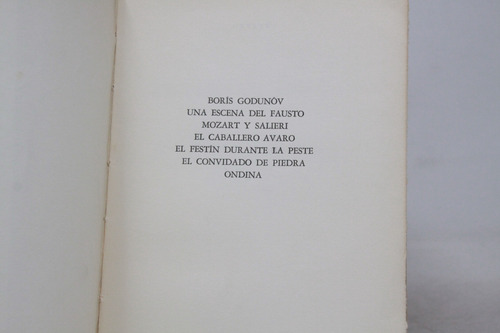 BORÍS GODUNÒV
UNA ESCENA DEL FAUSTO
MOZART Y SALIERI
EL CABALLERO AVARO
EL FESTÍN DURANTE LA PESTE
EL CONVIDADO DE PIEDRA
ONDINA